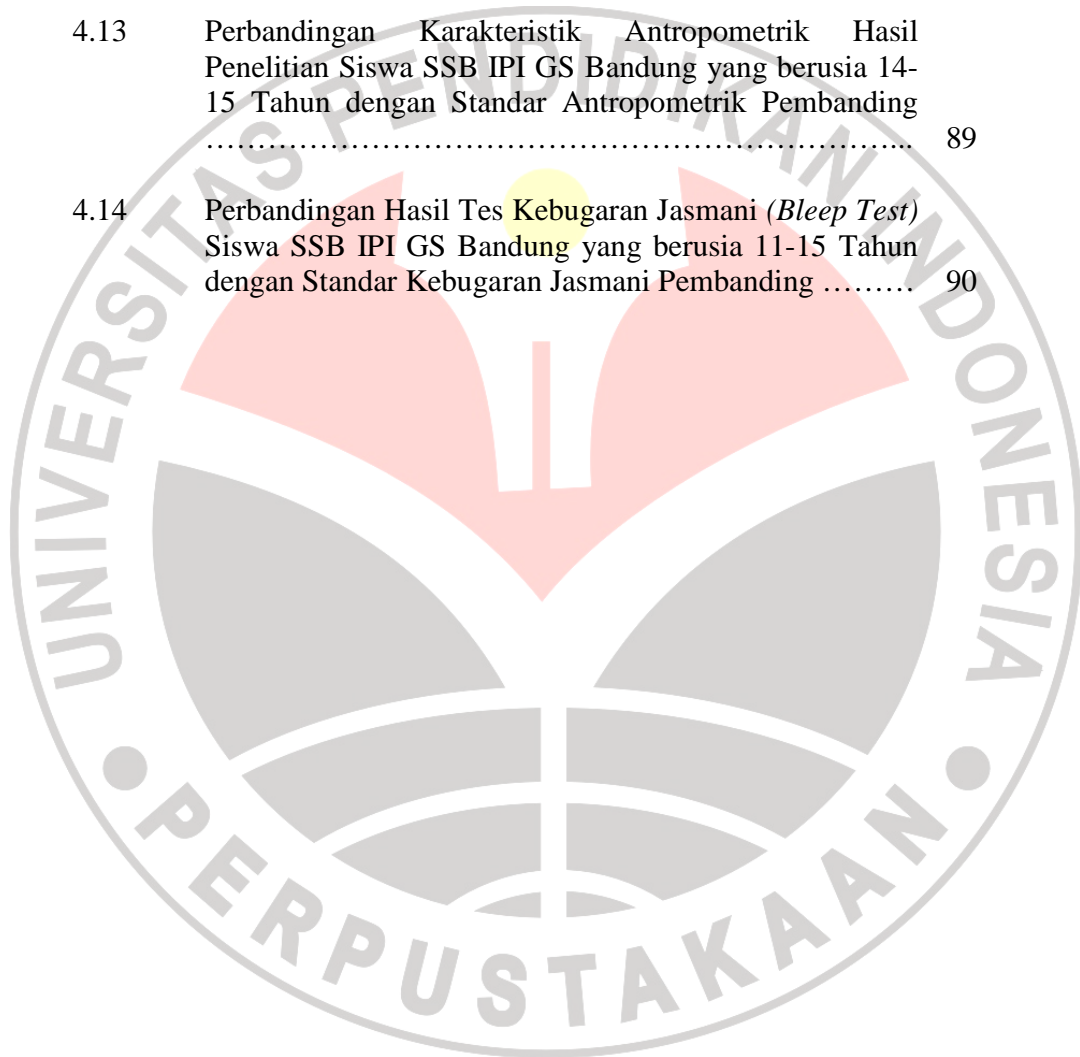 4.13 Perbandingan Karakteristik Antropometrik Hasil
Penelitian Siswa SSB IPI GS Bandung yang berusia 14-
15 Tahun dengan Standar Antropometrik Pembanding
…………………………………………………………... 89
4.14 Perbandingan Hasil Tes Kebugaran Jasmani (Bleep Test)
Siswa SSB IPI GS Bandung yang berusia 11-15 Tahun
dengan Standar Kebugaran Jasmani Pembanding ……… 90
UNIVERSITAS PENDIDIKAN INDONESIA
PERPUSTAKAAN